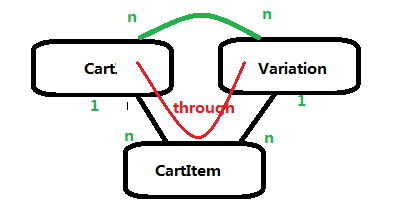 n n
Cart
Variation
1 through 1
n n
CartItem